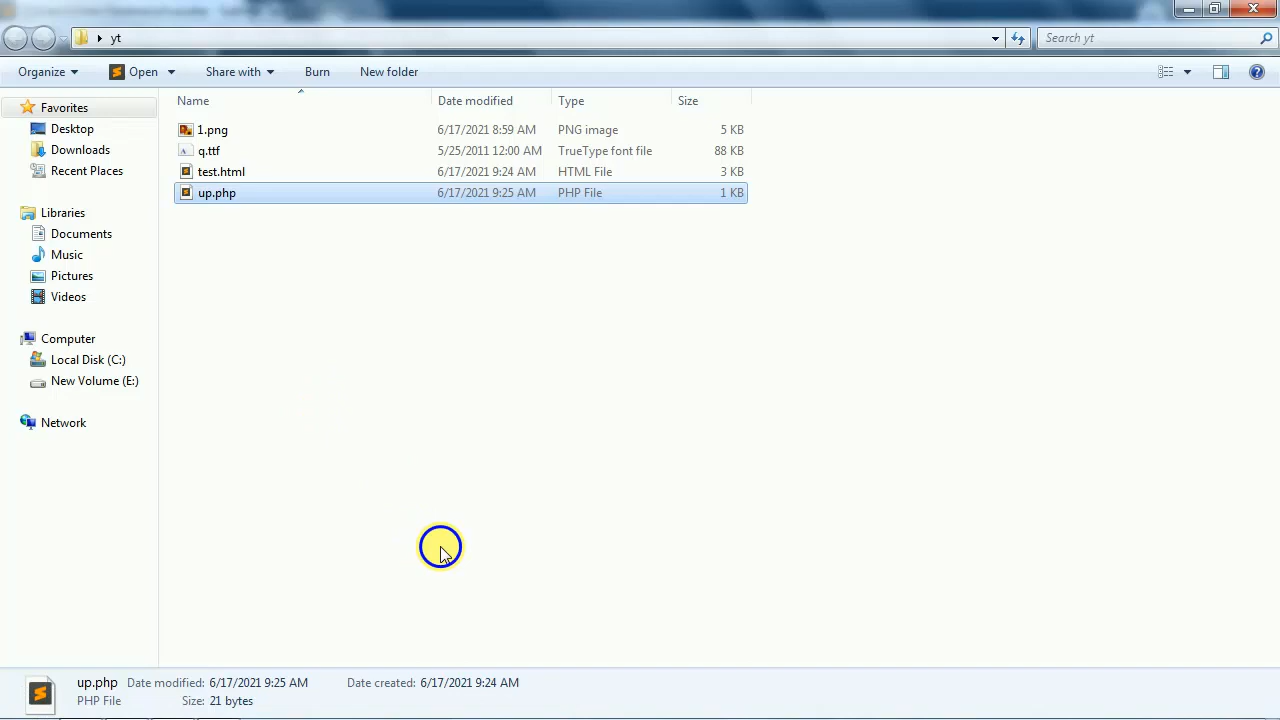 yt
Search yt
Organize Open Share with Burn New folder
Name Date modified Type Size
Favorites
Desktop
Downloads
Recent Places
Libraries
Documents
Music
Pictures
Videos
Computer
Local Disk (C:)
New Volume (E:)
Network
1.png 6/17/2021 8:59 AM PNG image 5 KB
q.ttf 5/25/2011 12:00 AM TrueType font file 88 KB
test.html 6/17/2021 9:24 AM HTML File 3 KB
up.php 6/17/2021 9:25 AM PHP File 1 KB
up.php Date modified: 6/17/2021 9:25 AM Date created: 6/17/2021 9:24 AM
PHP File Size: 21 bytes